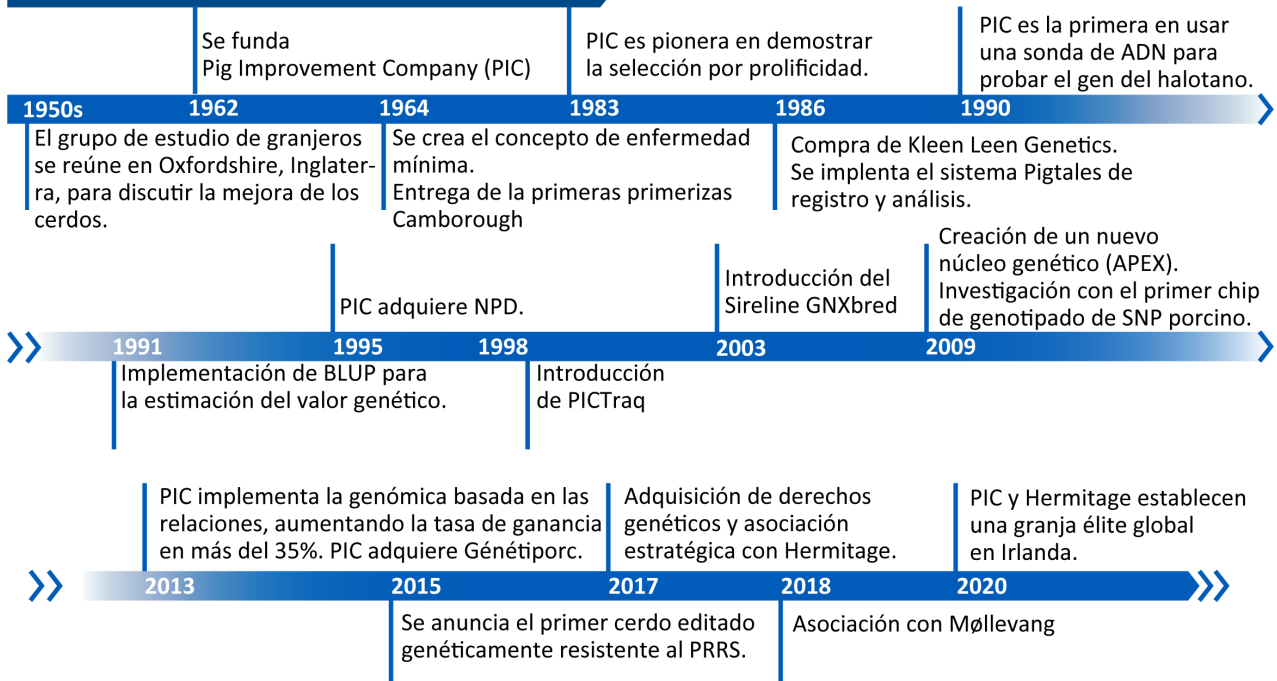 Se funda
Pig Improvement Company (PIC)
PIC es pionera en demostrar
la selección por prolificidad.
PIC es la primera en usar
una sonda de ADN para
probar el gen del halotano.
1950s
1962
1964
1983
1986
1990
El grupo de estudio de granjeros
se reúne en Oxfordshire, Inglater-
ra, para discutir la mejora de los
cerdos.
Se crea el concepto de enfermedad
mínima.
Entrega de la primeras primerizas
Camborough
Compra de Kleen Leen Genetics.
Se implenta el sistema Pigtales de
registro y análisis.
PIC adquiere NPD.
Introducción del
Sireline GNXbred
Creación de un nuevo
núcleo genético (APEX).
Investigación con el primer chip
de genotipado de SNP porcino.
1991
1995
1998
2003
2009
Implementación de BLUP para
la estimación del valor genético.
Introducción
de PICTraq
PIC implementa la genómica basada en las
relaciones, aumentando la tasa de ganancia
en más del 35%. PIC adquiere Génétiporc.
Adquisición de derechos
genéticos y asociación
estratégica con Hermitage.
PIC y Hermitage establecen
una granja élite global
en Irlanda.
2013
2015
2017
2018
2020
Se anuncia el primer cerdo editado
genéticamente resistente al PRRS.
Asociación con Møllevang